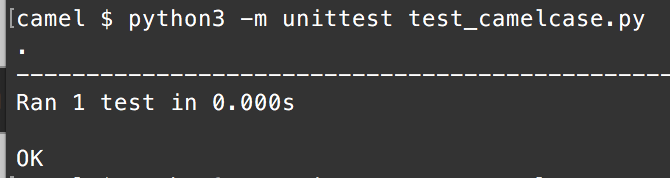 [camel $ python3 -m unittest test_camelcase.py
.
----------------------------------------------------------------------
Ran 1 test in 0.000s
OK